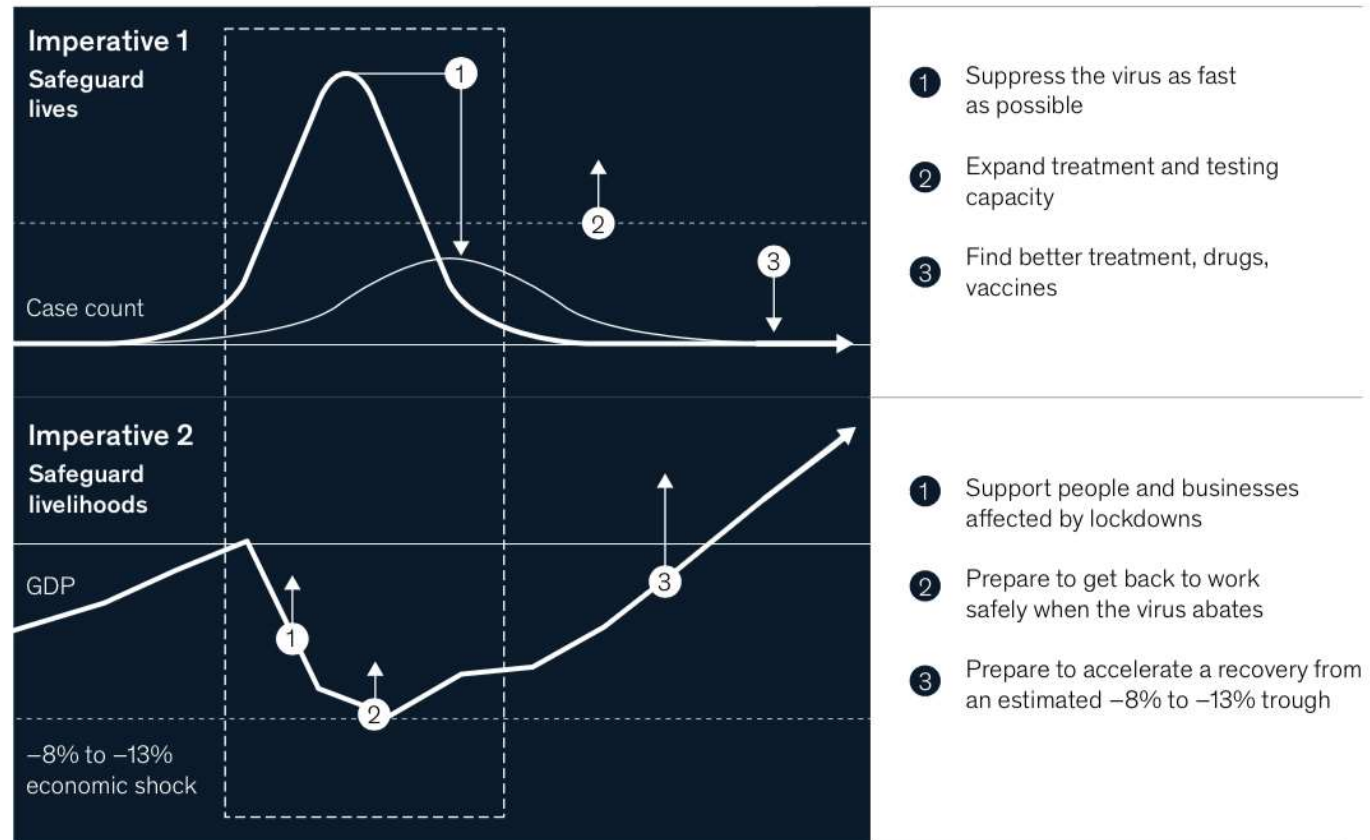 Imperative 1
Safeguard
lives
1
2
3
Case count
1 Suppress the virus as fast
as possible
2 Expand treatment and testing
capacity
3 Find better treatment, drugs,
vaccines
Imperative 2
Safeguard
livelihoods
GDP
1
2
3
–8% to –13%
economic shock
1 Support people and businesses
affected by lockdowns
2 Prepare to get back to work
safely when the virus abates
3 Prepare to accelerate a recovery from
an estimated –8% to –13% trough